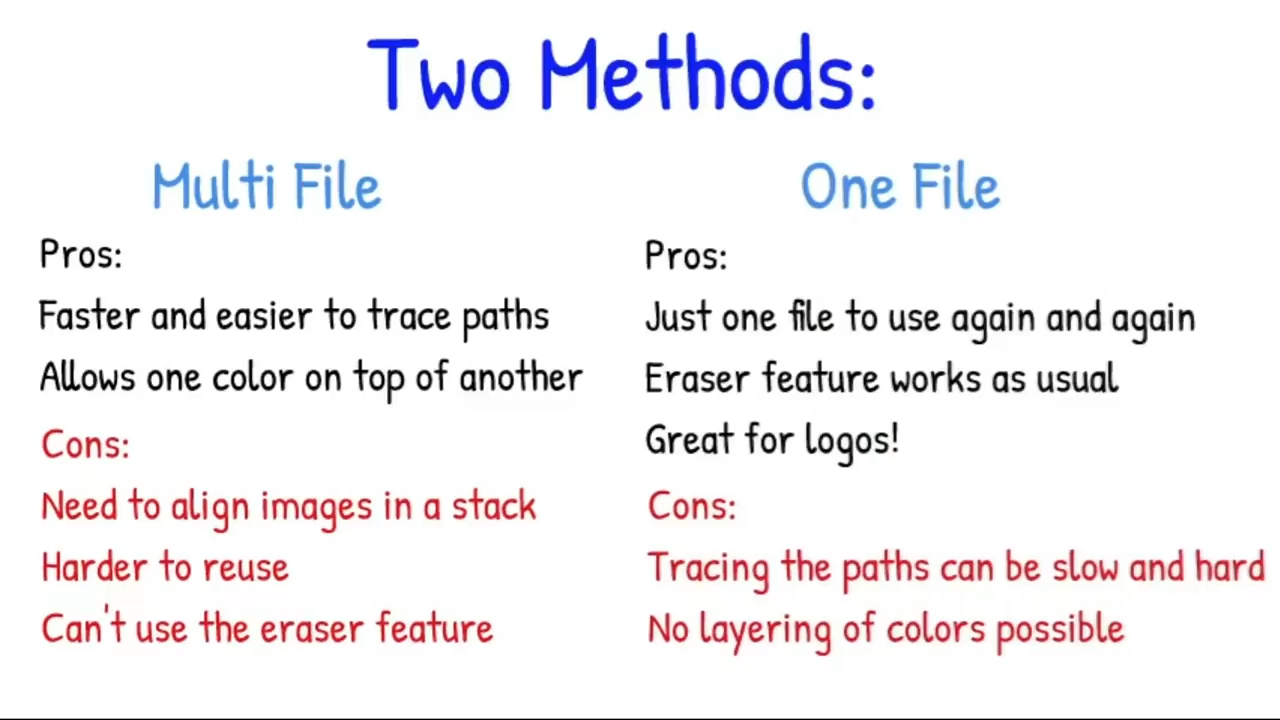 Two Methods:
Multi File
Pros:
Faster and easier to trace paths
Allows one color on top of another
Cons:
Need to align images in a stack
Harder to reuse
Can't use the eraser feature
One File
Pros:
Just one file to use again and again
Eraser feature works as usual
Great for logos!
Cons:
Tracing the paths can be slow and hard
No layering of colors possible